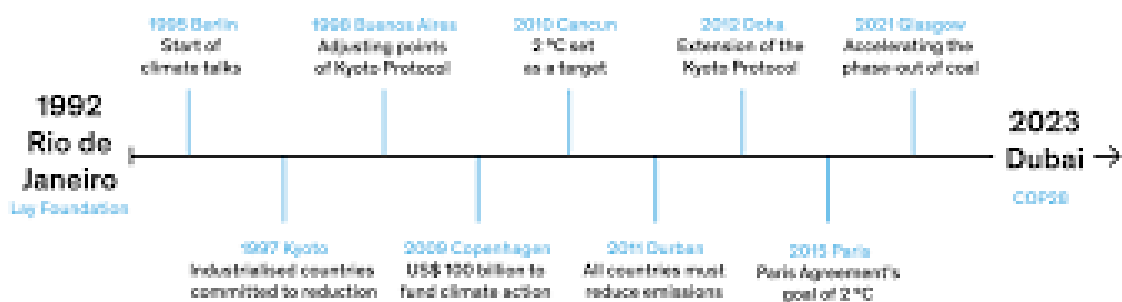 1995 Berlin
Start of
climate talks
1998 Buenos Aires
Adjusting points
of Kyoto Protocol
2010 Cancun
2 °C set
as a target
2012 Doha
Extension of the
Kyoto Protocol
2021 Glasgow
Accelerating the
phase-out of coal
1992
Rio de
Janeiro
Lay Foundation
2023
Dubai
COP28
1997 Kyoto
Industrialised countries
committed to reduction
2009 Copenhagen
US$ 100 billion to
fund climate action
2011 Durban
All countries must
reduce emissions
2015 Paris
Paris Agreement's
goal of 2 °C